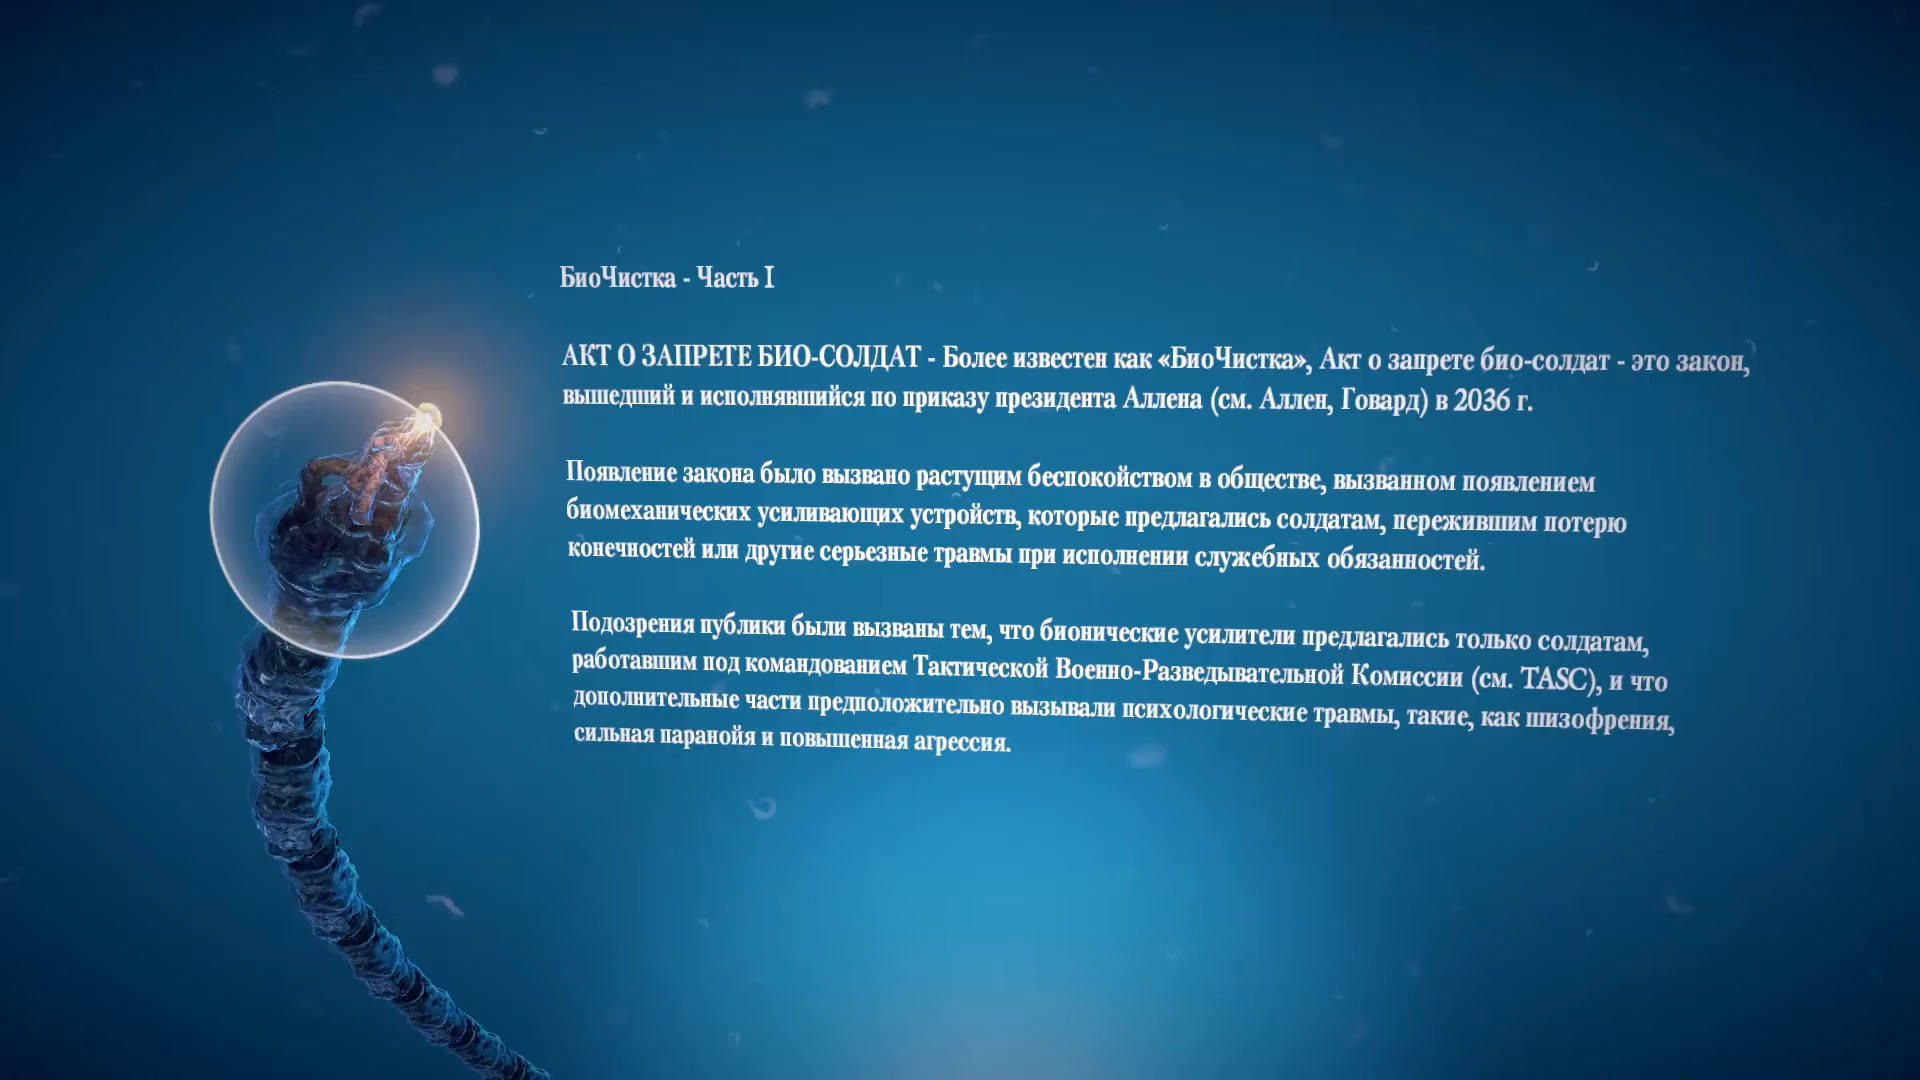 БиоЧистка - Часть I
АКТ О ЗАПРЕТЕ БИО-СОЛДАТ - Более известен как «БиоЧистка», Акт о запрете био-солдат - это закон,
вышедший и исполнявшийся по приказу президента Аллена (см. Аллен, Говард) в 2036 г.
Появление закона было вызвано растущим беспокойством в обществе, вызванном появлением
биомеханических усиливающих устройств, которые предлагались солдатам, пережившим потерю
конечностей или другие серьезные травмы при исполнении служебных обязанностей.
Подозрения публики были вызваны тем, что бионические усилители предлагались только солдатам,
работавшим под командованием Тактической Военно-Разведывательной Комиссии (см. TASC), и что
дополнительные части предположительно вызывали психологические травмы, такие, как шизофрения,
сильная паранойя и повышенная агрессия.